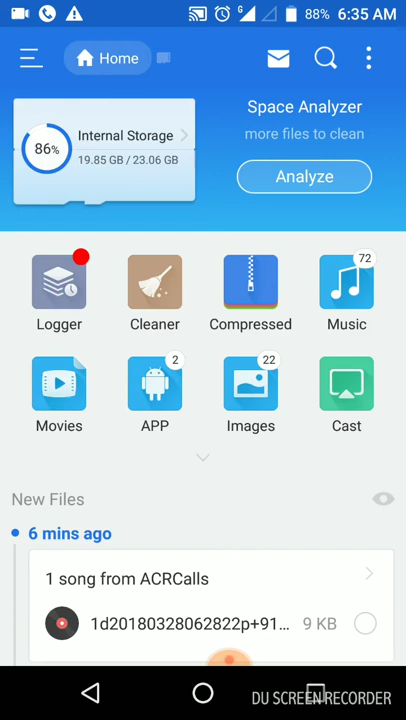 88% 6:35 AM
Home
Space Analyzer
more files to clean
Analyze
86%
Internal Storage
19.85 GB / 23.06 GB
Logger
Cleaner
Compressed
72
Music
Movies
2
APP
22
Images
Cast
New Files
6 mins ago
1 song from ACRCalls
1d20180328062822p+91... 9 KB
DU SCREEN RECORDER